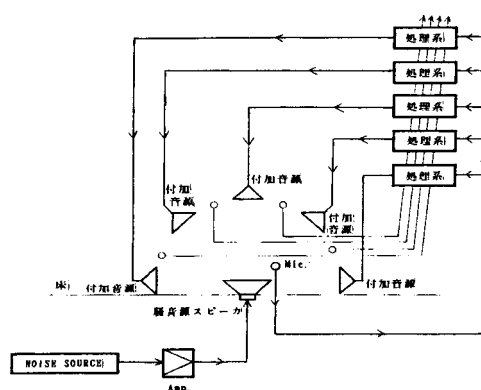 処理系
処理系
処理系
処理系
処理系
付加音源
付加
音源
付加
音源
Mic.
床
付加音源
付加音源
騒音源スピーカ
NOISE SOURCE
Amp.